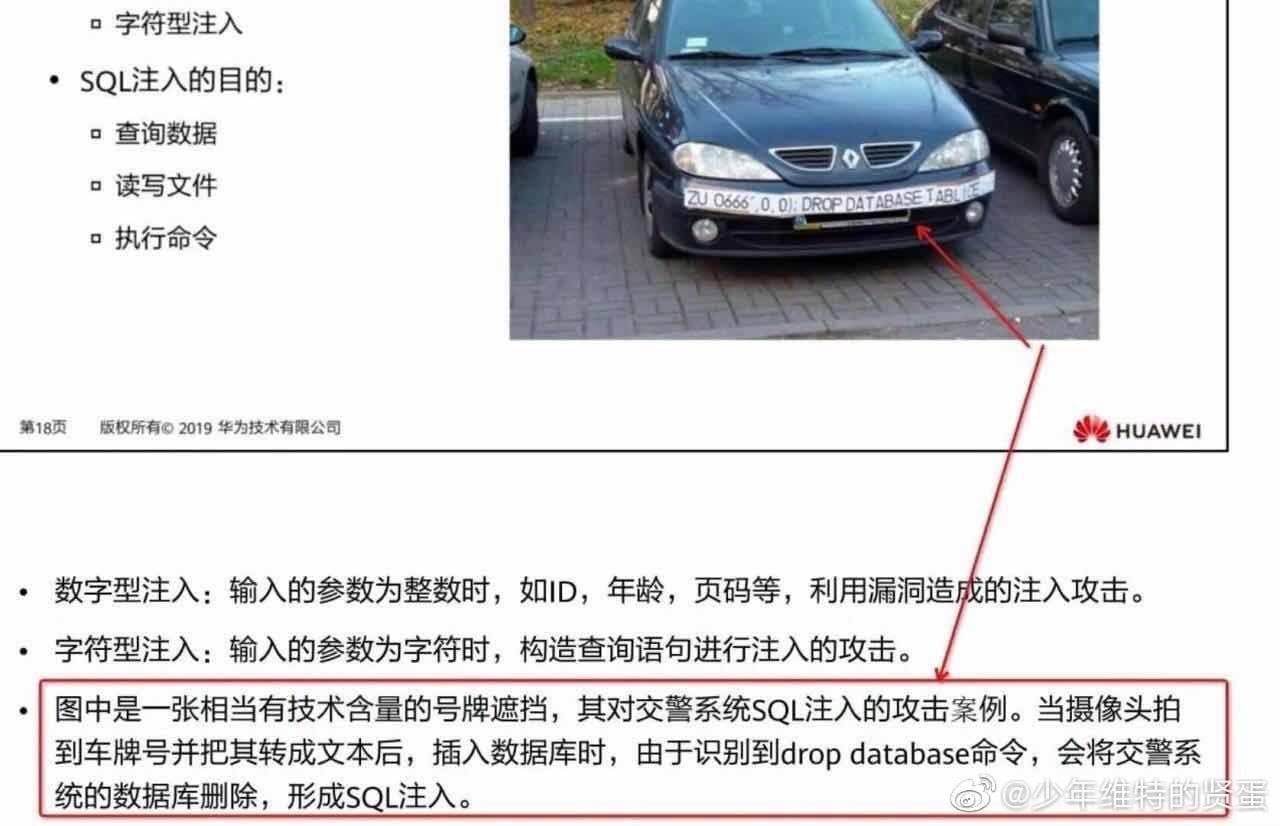 字符型注入
SQL注入的目的：
查询数据
读写文件
执行命令
ZU 0666',0,0); DROP DATABASE TABLICE
第18页 版权所有© 2019 华为技术有限公司
HUAWEI
数字型注入：输入的参数为整数时，如ID，年龄，页码等，利用漏洞造成的注入攻击。
字符型注入：输入的参数为字符时，构造查询语句进行注入的攻击。
图中是一张相当有技术含量的号牌遮挡，其对交警系统SQL注入的攻击案例。当摄像头拍
到车牌号并把其转成文本后，插入数据库时，由于识别到drop database命令，会将交警系
统的数据库删除，形成SQL注入。
@少年维特的贤蛋